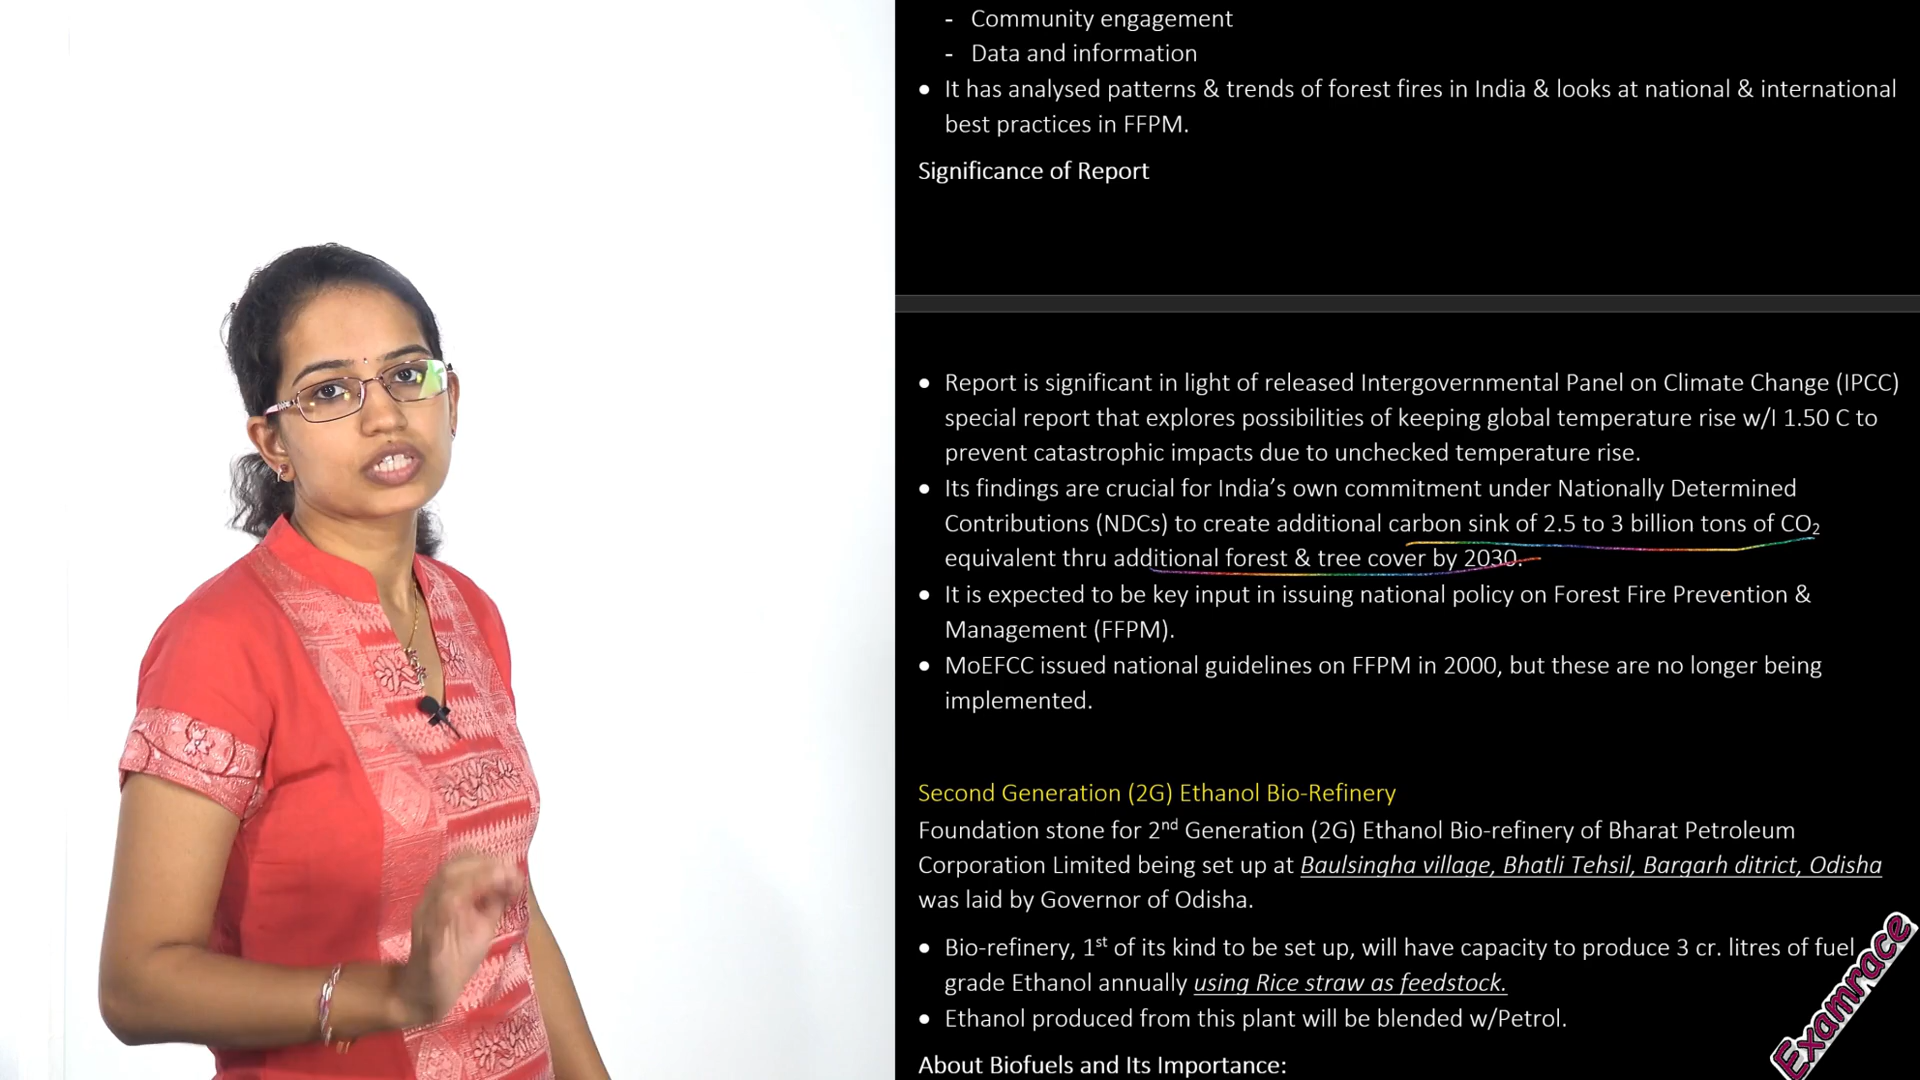 - Community engagement
- Data and information
• It has analysed patterns & trends of forest fires in India & looks at national & international
best practices in FFPM.
Significance of Report
• Report is significant in light of released Intergovernmental Panel on Climate Change (IPCC)
special report that explores possibilities of keeping global temperature rise w/I 1.50 C to
prevent catastrophic impacts due to unchecked temperature rise.
• Its findings are crucial for India’s own commitment under Nationally Determined
Contributions (NDCs) to create additional carbon sink of 2.5 to 3 billion tons of CO₂
equivalent thru additional forest & tree cover by 2030.
• It is expected to be key input in issuing national policy on Forest Fire Prevention &
Management (FFPM).
• MoEFCC issued national guidelines on FFPM in 2000, but these are no longer being
implemented.
Second Generation (2G) Ethanol Bio-Refinery
Foundation stone for 2nd Generation (2G) Ethanol Bio-refinery of Bharat Petroleum
Corporation Limited being set up at Baulsingha village, Bhatli Tehsil, Bargarh ditrict, Odisha
was laid by Governor of Odisha.
• Bio-refinery, 1st of its kind to be set up, will have capacity to produce 3 cr. litres of fuel
grade Ethanol annually using Rice straw as feedstock.
• Ethanol produced from this plant will be blended w/Petrol.
About Biofuels and Its Importance:
Examrace